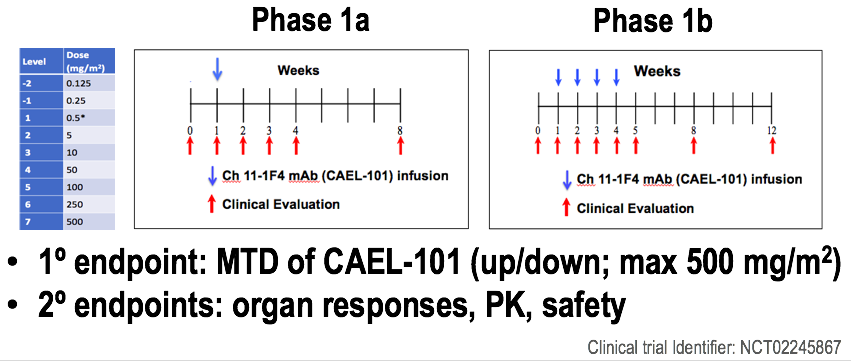 Phase 1a
Phase 1b
Level Dose (mg/m²)
-2 0.125
-1 0.25
1 0.5*
2 5
3 10
4 50
5 100
6 250
7 500
Weeks
0 1 2 3 4 8
Ch 11-1F4 mAb (CAEL-101) infusion
Clinical Evaluation
Weeks
0 1 2 3 4 5 8 12
Ch 11-1F4 mAb (CAEL-101) infusion
Clinical Evaluation
• 1º endpoint: MTD of CAEL-101 (up/down; max 500 mg/m²)
• 2º endpoints: organ responses, PK, safety
Clinical trial Identifier: NCT02245867